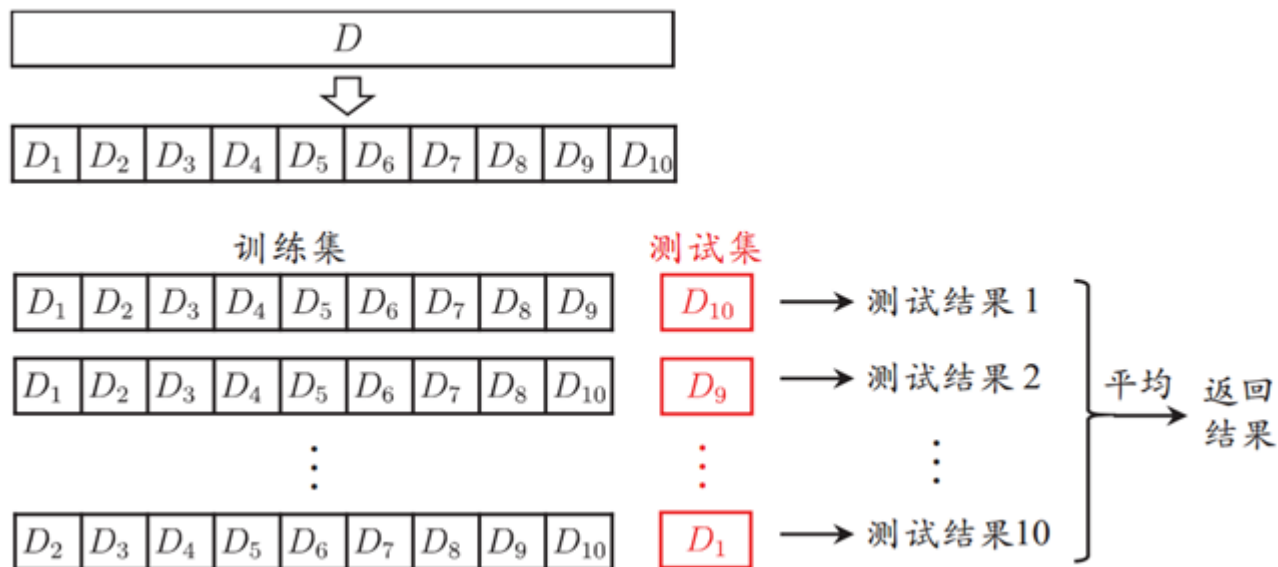 D
D₁ D₂ D₃ D₄ D₅ D₆ D₇ D₈ D₉ D₁₀
训练集 测试集
D₁ D₂ D₃ D₄ D₅ D₆ D₇ D₈ D₉ D₁₀ 测试结果 1
D₁ D₂ D₃ D₄ D₅ D₆ D₇ D₈ D₁₀ D₉ 测试结果 2
平均 返回
结果
⋮ ⋮ ⋮
D₂ D₃ D₄ D₅ D₆ D₇ D₈ D₉ D₁₀ D₁ 测试结果10